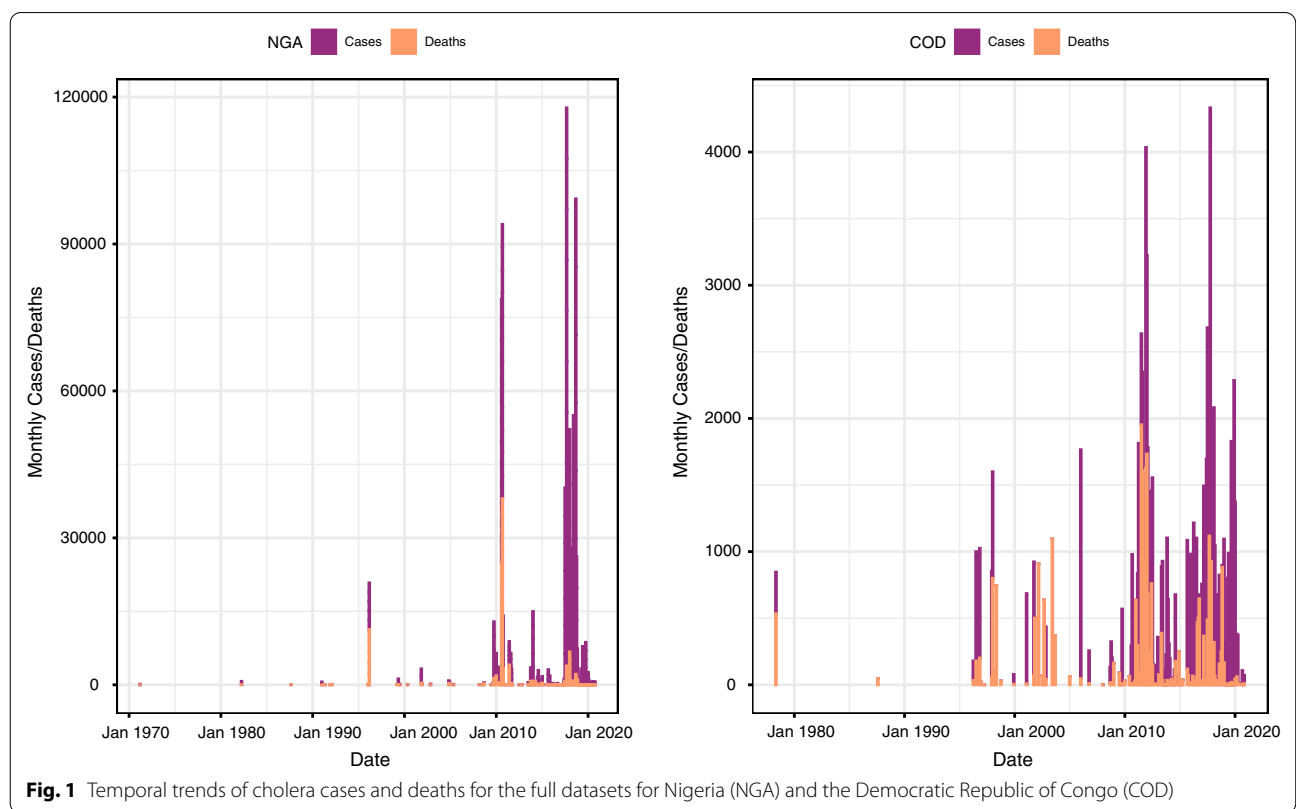 NGA Cases Deaths
120000
90000
60000
30000
0
Monthly Cases/Deaths
Jan 1970 Jan 1980 Jan 1990 Jan 2000 Jan 2010 Jan 2020
Date
COD Cases Deaths
4000
3000
2000
1000
0
Monthly Cases/Deaths
Jan 1980 Jan 1990 Jan 2000 Jan 2010 Jan 2020
Date
Fig. 1 Temporal trends of cholera cases and deaths for the full datasets for Nigeria (NGA) and the Democratic Republic of Congo (COD)